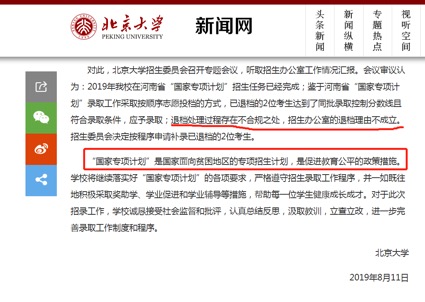 北京大学
PEKING UNIVERSITY
新闻网
头条新闻
新闻纵横
专题热点
视听空间
对此，北京大学招生委员会召开专题会议，听取招生办公室工作情况汇报。会议审议认
为：2019年我校在河南省“国家专项计划”招生任务已经完成；鉴于河南省“国家专项计
划”录取工作采取按顺序志愿投档的方式，已退档的2位考生达到了同批录取控制分数线且
符合录取条件，应予录取；退档处理过程存在不合规之处，招生办公室的退档理由不成立。
招生委员会决定按程序申请补录已退档的2位考生。
“国家专项计划”是国家面向贫困地区的专项招生计划，是促进教育公平的政策措施。
学校将继续落实好“国家专项计划”的各项要求，严格遵守招生录取工作程序，并一如既往
地积极采取奖助学、学业促进和学业辅导等措施，帮助每一位学生健康成长成才。对于此次
招录工作，学校诚恳接受社会监督和批评，认真总结反思，汲取教训，立查立改，进一步完
善录取工作制度和程序。
北京大学
2019年8月11日